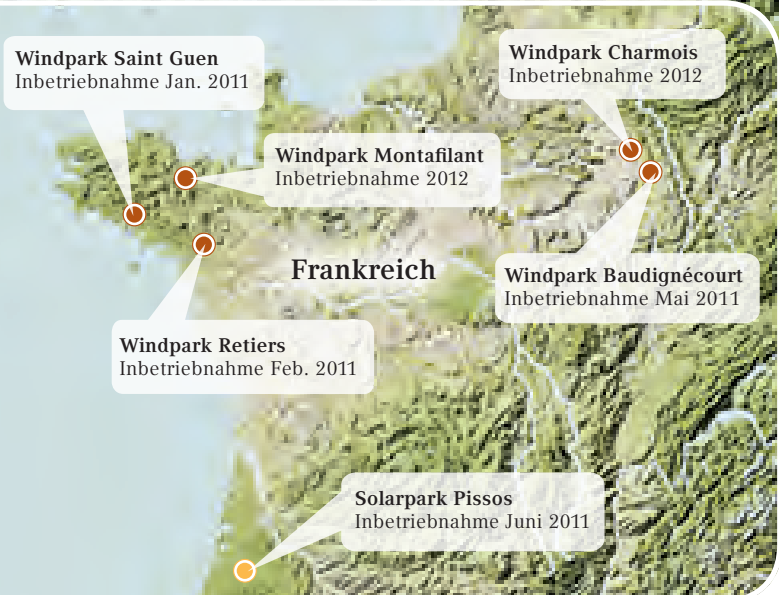 Windpark Saint Guen
Inbetriebnahme Jan. 2011
Windpark Charmois
Inbetriebnahme 2012
Windpark Montafilant
Inbetriebnahme 2012
Frankreich
Windpark Baudignécourt
Inbetriebnahme Mai 2011
Windpark Retiers
Inbetriebnahme Feb. 2011
Solarpark Pissos
Inbetriebnahme Juni 2011